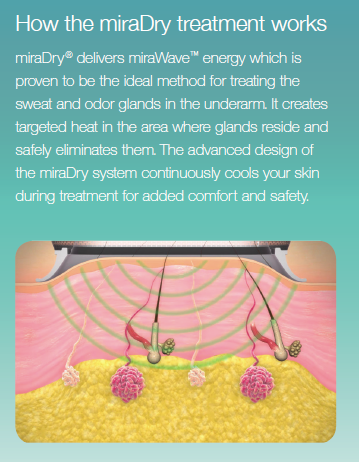 How the miraDry treatment works
miraDry® delivers miraWave™ energy which is
proven to be the ideal method for treating the
sweat and odor glands in the underarm. It creates
targeted heat in the area where glands reside and
safely eliminates them. The advanced design of
the miraDry system continuously cools your skin
during treatment for added comfort and safety.